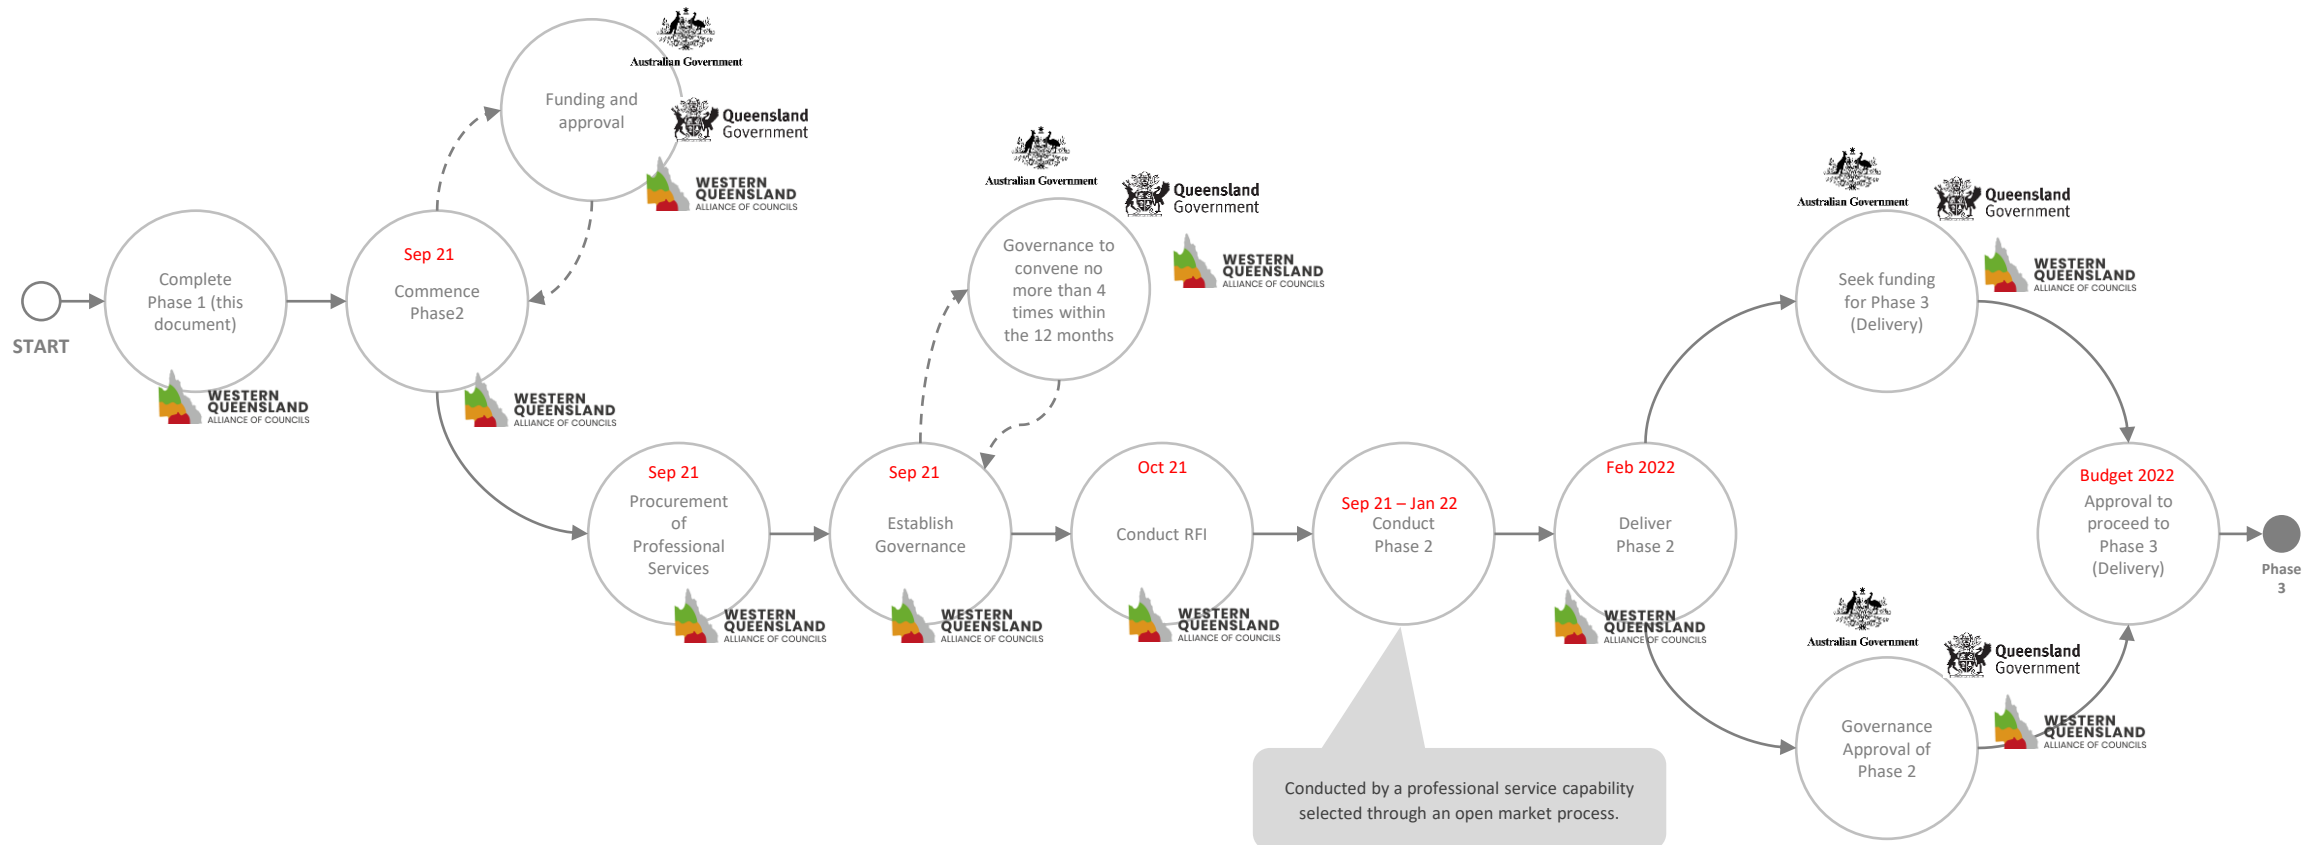 START
Complete
Phase 1 (this
document)
WESTERN
QUEENSLAND
ALLIANCE OF COUNCILS
Sep 21
Commence
Phase2
WESTERN
QUEENSLAND
ALLIANCE OF COUNCILS
Funding and
approval
Australian Government
Queensland
Government
WESTERN
QUEENSLAND
ALLIANCE OF COUNCILS
Sep 21
Procurement
of
Professional
Services
WESTERN
QUEENSLAND
ALLIANCE OF COUNCILS
Sep 21
Establish
Governance
WESTERN
QUEENSLAND
ALLIANCE OF COUNCILS
Governance to
convene no
more than 4
times within
the 12 months
Australian Government
Queensland
Government
WESTERN
QUEENSLAND
ALLIANCE OF COUNCILS
Oct 21
Conduct RFI
WESTERN
QUEENSLAND
ALLIANCE OF COUNCILS
Sep 21 – Jan 22
Conduct
Phase 2
Conducted by a professional service capability
selected through an open market process.
Feb 2022
Deliver
Phase 2
WESTERN
QUEENSLAND
ALLIANCE OF COUNCILS
Australian Government
Queensland
Government
WESTERN
QUEENSLAND
ALLIANCE OF COUNCILS
Seek funding
for Phase 3
(Delivery)
Australian Government
Queensland
Government
WESTERN
QUEENSLAND
ALLIANCE OF COUNCILS
Governance
Approval of
Phase 2
Budget 2022
Approval to
proceed to
Phase 3
(Delivery)
Phase
3